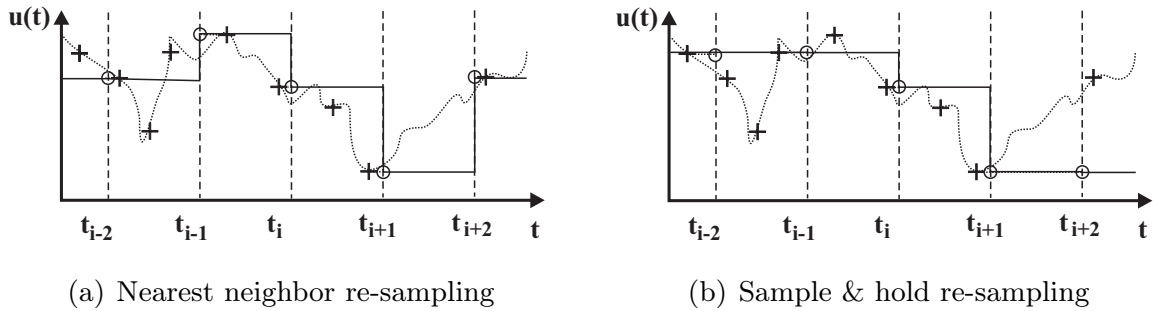 u(t)
t_{i-2} t_{i-1} t_i t_{i+1} t_{i+2} t
(a) Nearest neighbor re-sampling
u(t)
t_{i-2} t_{i-1} t_i t_{i+1} t_{i+2} t
(b) Sample & hold re-sampling